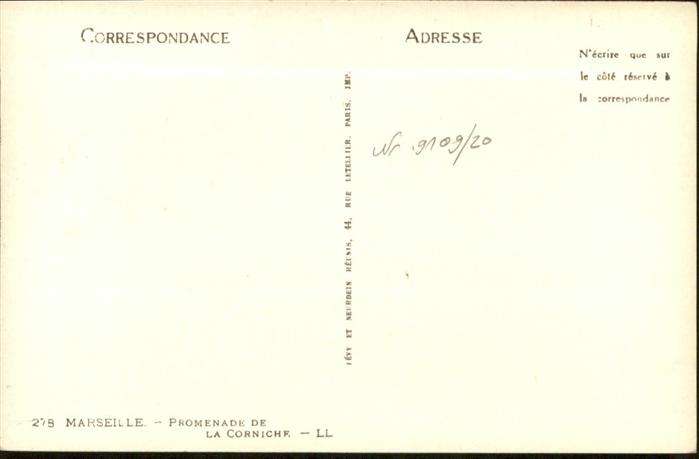 CORRESPONDANCE
ADRESSE
N'écrire que sur
le côté réservé à
la correspondance
Nr. 9109/20
LÉVY ET NEURDEIN RÉUNIS, 44, RUE LETELLIER, PARIS, IMP.
278 MARSEILLE. - PROMENADE DE
LA CORNICHE - LL